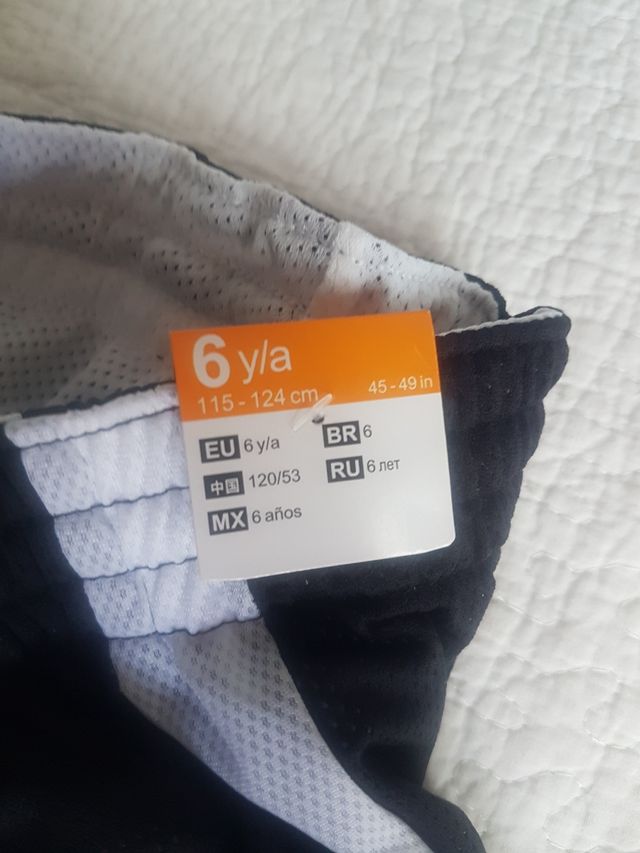 6 y/a
115 - 124 cm 45 - 49 in
EU 6 y/a BR 6
中国 120/53 RU 6 лет
MX 6 años